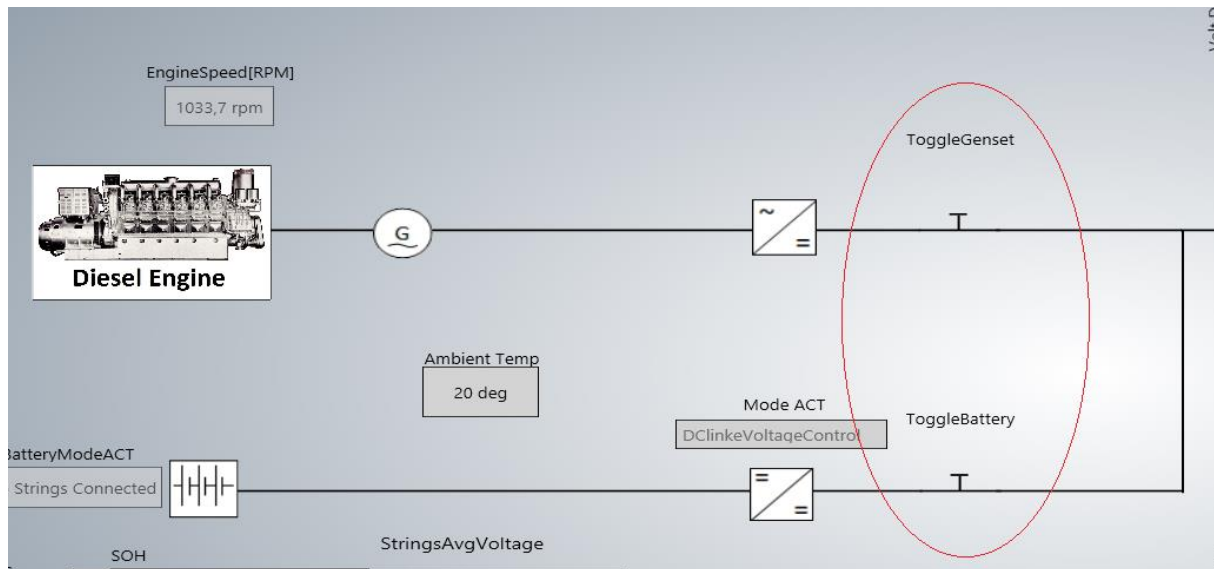 EngineSpeed[RPM]
1033,7 rpm
ToggleGenset
G
~
=
Diesel Engine
Ambient Temp
20 deg
Mode ACT
DClinkeVoltageControl
ToggleBattery
BatteryModeACT
Strings Connected
=
=
StringsAvgVoltage
SOH